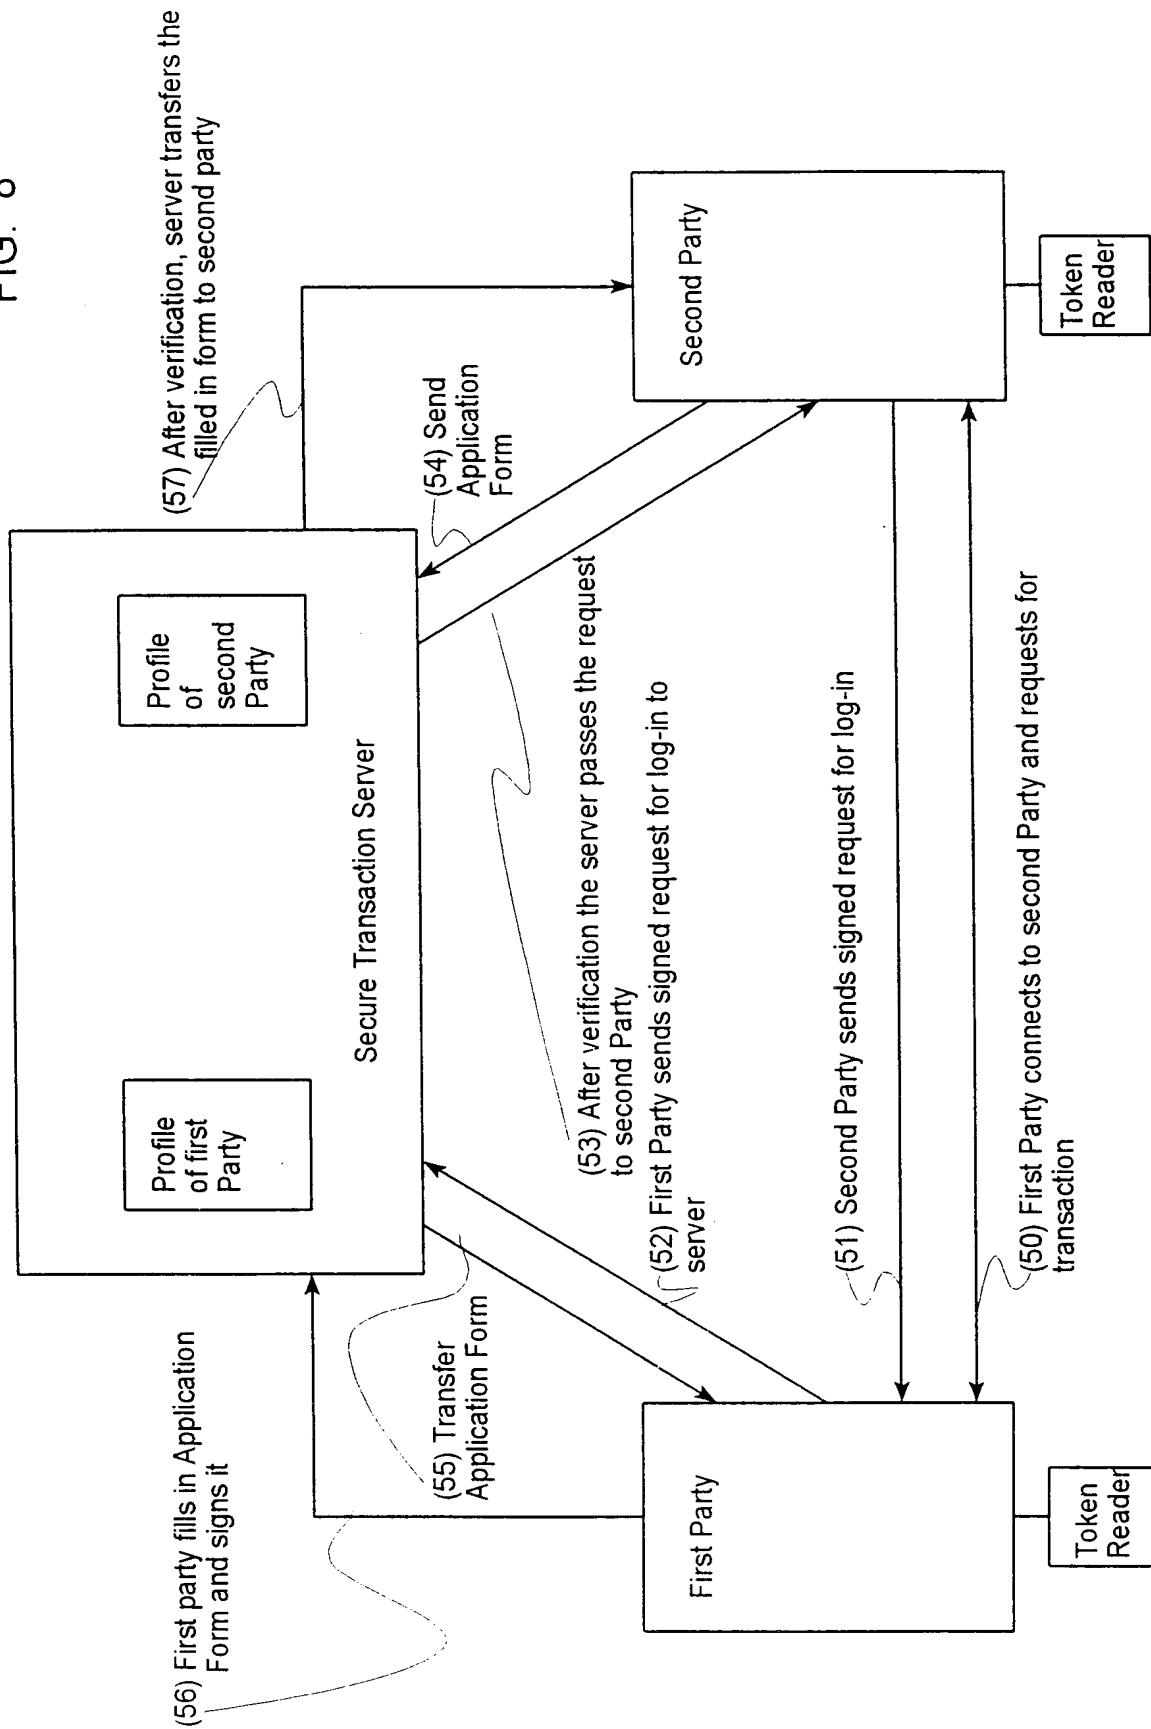 FIG. 8
(57) After verification, server transfers the
filled in form to second party
(56) First party fills in Application
Form and signs it
Profile
of first
Party
Profile
of
second
Party
Secure Transaction Server
(55) Transfer
Application Form
(54) Send
Application
Form
(53) After verification the server passes the request
to second Party
(52) First Party sends signed request for log-in to
server
First Party
Second Party
(51) Second Party sends signed request for log-in
(50) First Party connects to second Party and requests for
transaction
Token
Reader
Token
Reader